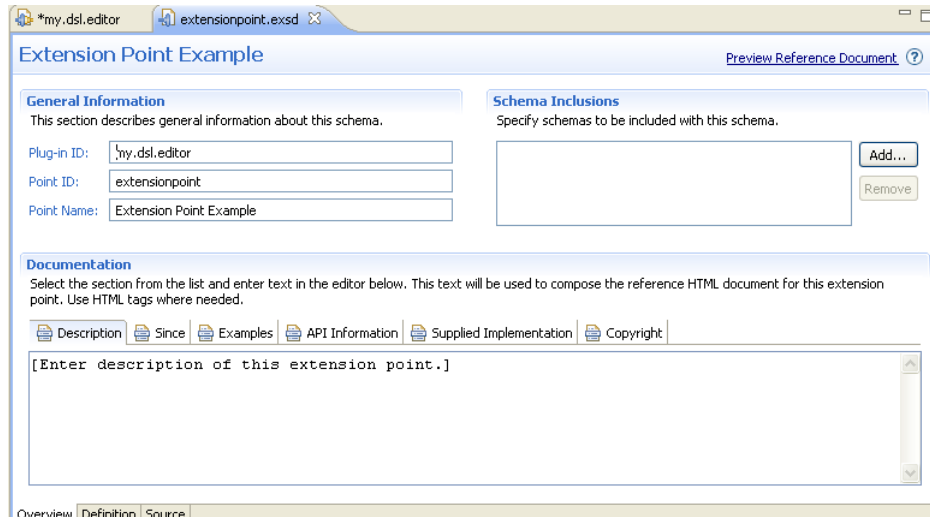 *my.dsl.editor extensionpoint.exsd
Extension Point Example
Preview Reference Document
General Information
This section describes general information about this schema.
Plug-in ID: my.dsl.editor
Point ID: extensionpoint
Point Name: Extension Point Example
Schema Inclusions
Specify schemas to be included with this schema.
Add...
Remove
Documentation
Select the section from the list and enter text in the editor below. This text will be used to compose the reference HTML document for this extension
point. Use HTML tags where needed.
Description Since Examples API Information Supplied Implementation Copyright
[Enter description of this extension point.]
Overview Definition Source